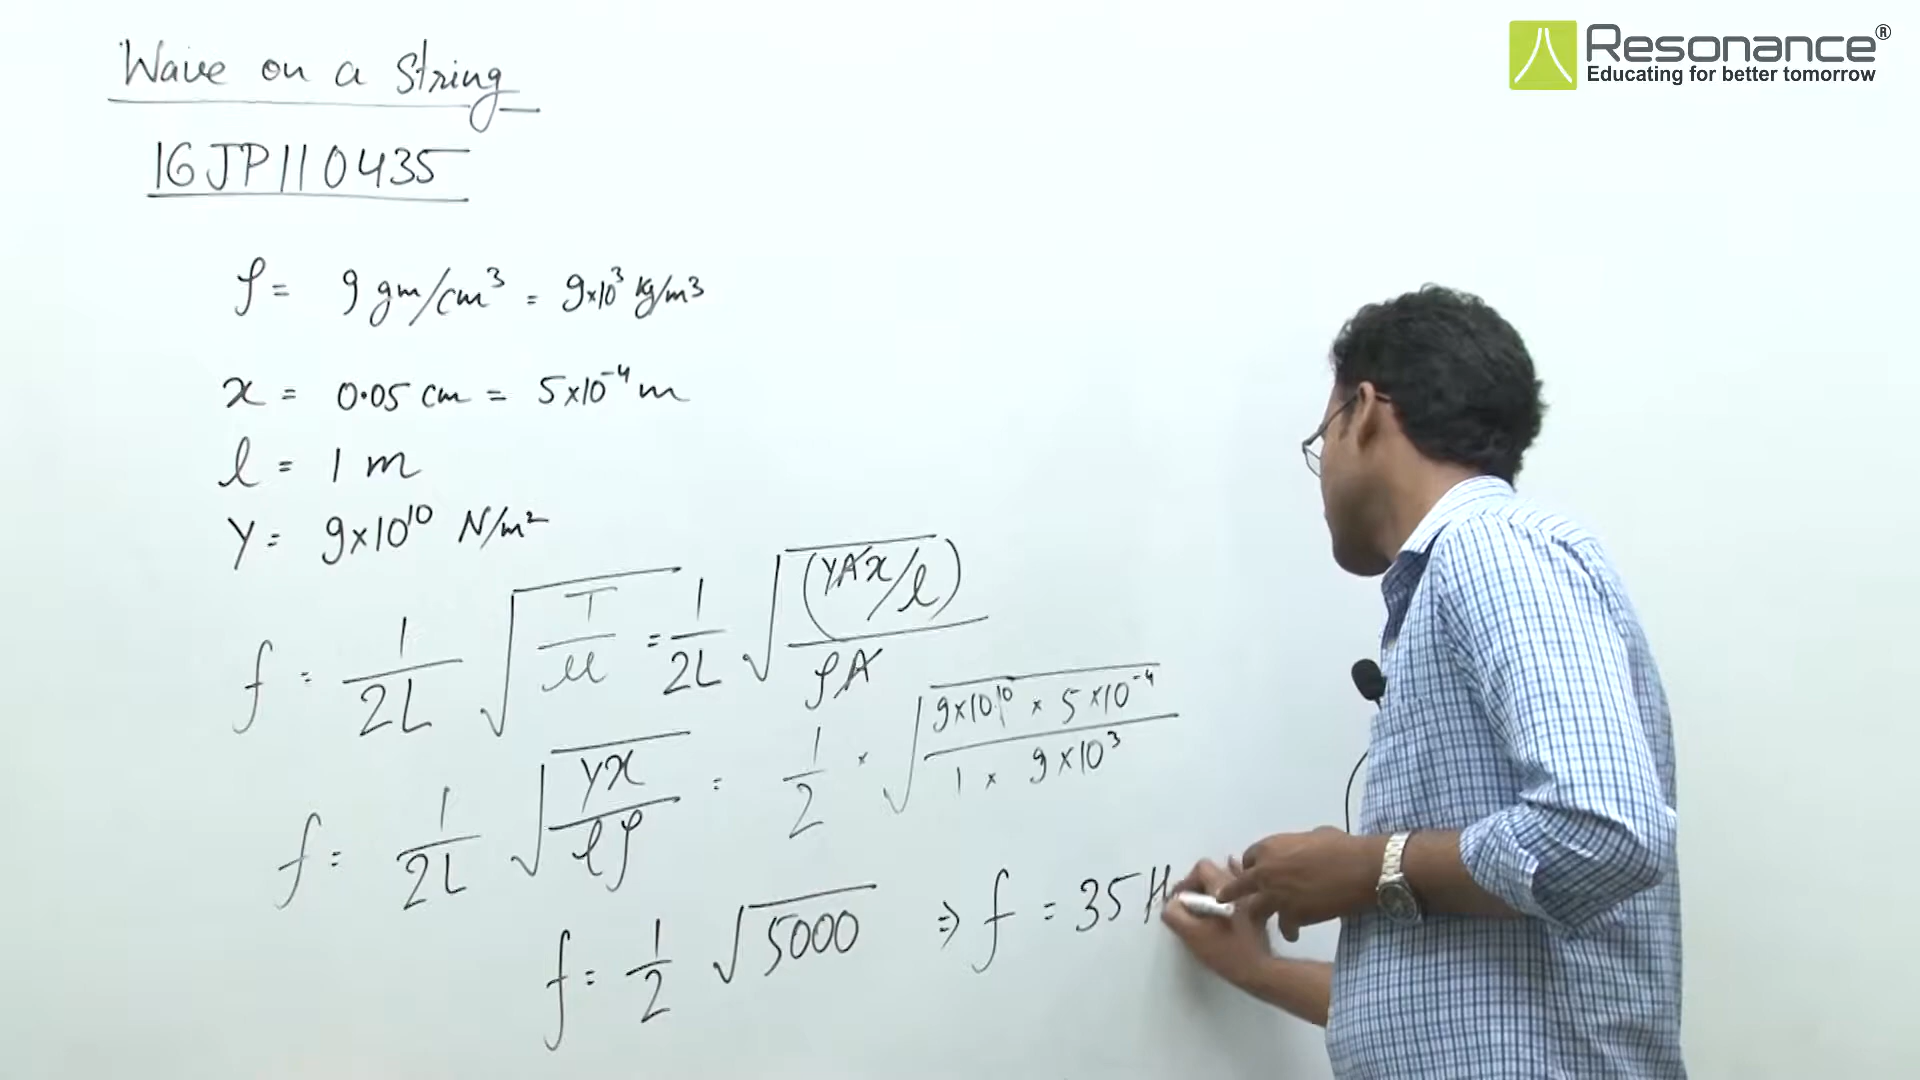 Resonance®
Educating for better tomorrow
Wave on a String
16JP110435
ρ = 9 gm/cm³ = 9×10³ kg/m³
x = 0.05 cm = 5×10⁻⁴ m
l = 1 m
Y = 9×10¹⁰ N/m²
f = 1/2L √(T/μ) = 1/2L √((YAx/l)/ρA)
f = 1/2L √(Yx/lρ) = 1/2 × √(9×10¹⁰ × 5×10⁻⁴ / 1 × 9×10³)
f = 1/2 √5000 ⇒ f = 35 H